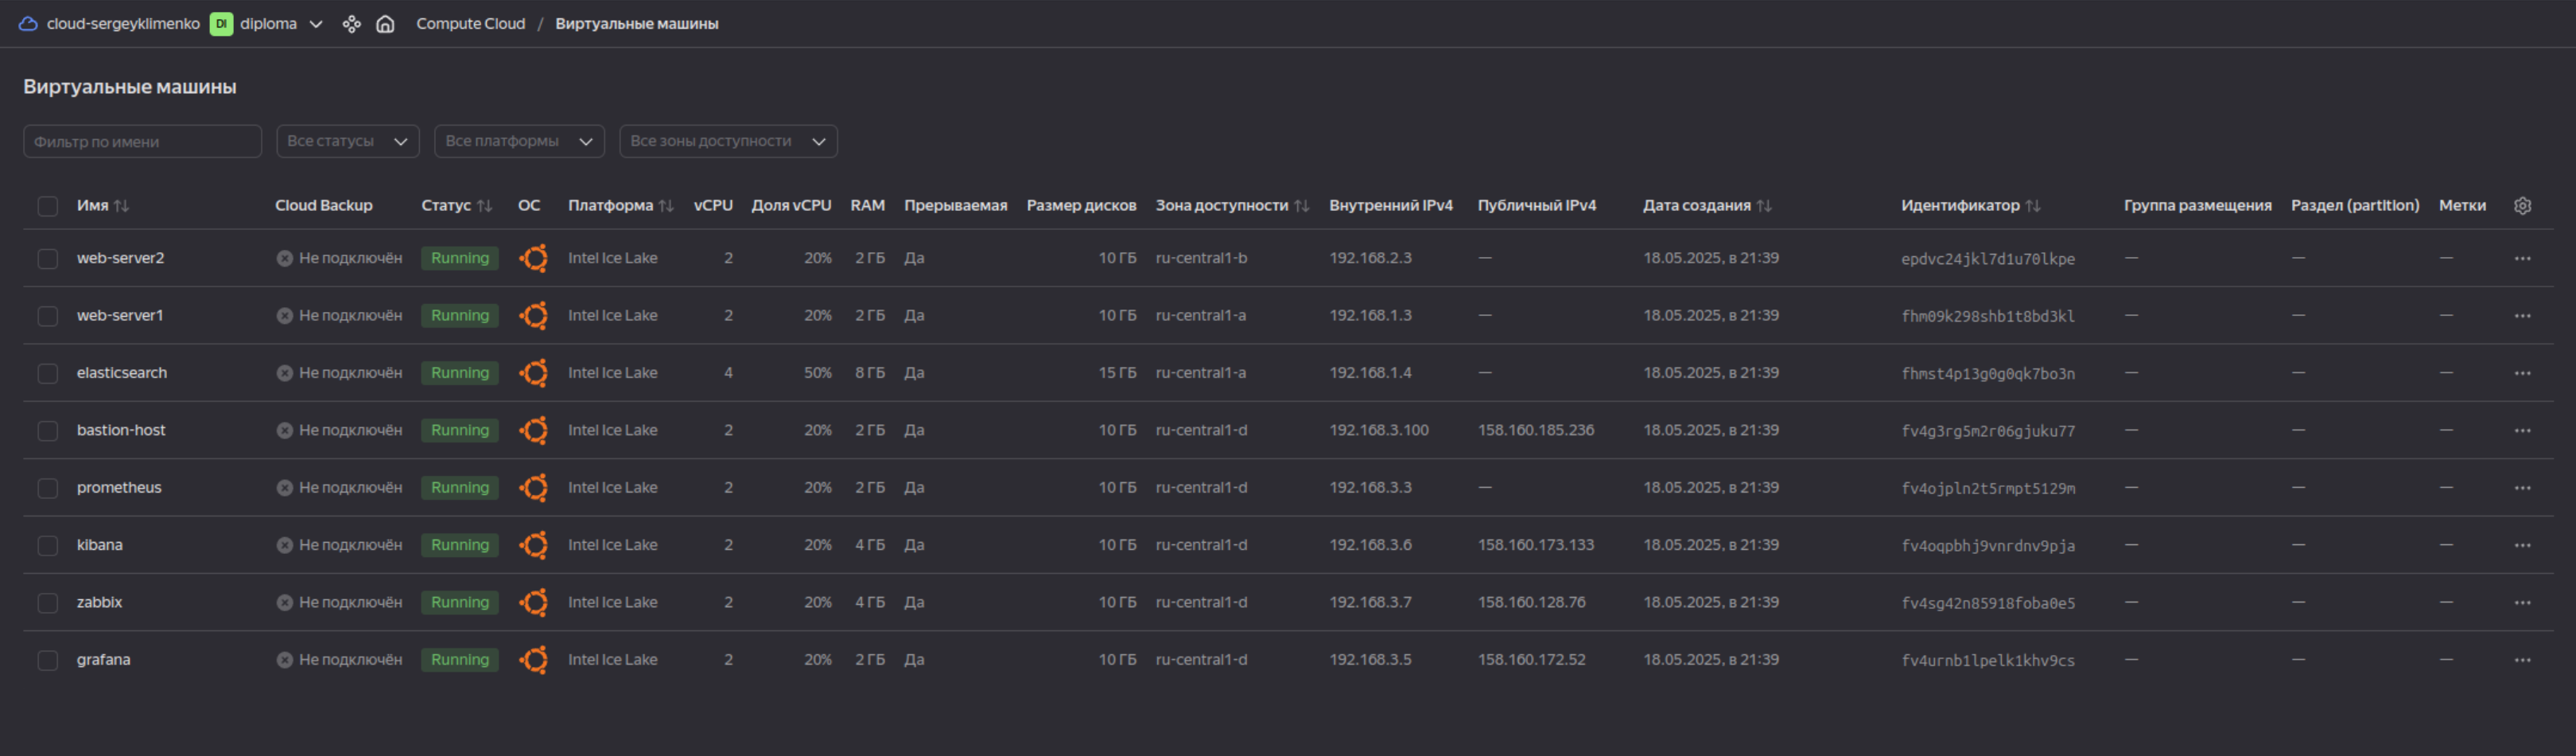 cloud-sergeyklimenko DI diploma Compute Cloud / Виртуальные машины
Виртуальные машины
Фильтр по имени Все статусы Все платформы Все зоны доступности
Имя Cloud Backup Статус ОС Платформа vCPU Доля vCPU RAM Прерываемая Размер дисков Зона доступности Внутренний IPv4 Публичный IPv4 Дата создания Идентификатор Группа размещения Раздел (partition) Метки
web-server2 Не подключён Running Intel Ice Lake 2 20% 2 ГБ Да 10 ГБ ru-central1-b 192.168.2.3 — 18.05.2025, в 21:39 epdvc24jkl7d1u70lkpe — — —
web-server1 Не подключён Running Intel Ice Lake 2 20% 2 ГБ Да 10 ГБ ru-central1-a 192.168.1.3 — 18.05.2025, в 21:39 fhm09k298shb1t8bd3kl — — —
elasticsearch Не подключён Running Intel Ice Lake 4 50% 8 ГБ Да 15 ГБ ru-central1-a 192.168.1.4 — 18.05.2025, в 21:39 fhmst4p13g0g0qk7bo3n — — —
bastion-host Не подключён Running Intel Ice Lake 2 20% 2 ГБ Да 10 ГБ ru-central1-d 192.168.3.100 158.160.185.236 18.05.2025, в 21:39 fv4g3rg5m2r06gjuku77 — — —
prometheus Не подключён Running Intel Ice Lake 2 20% 2 ГБ Да 10 ГБ ru-central1-d 192.168.3.3 — 18.05.2025, в 21:39 fv4ojpln2t5rmpt5129m — — —
kibana Не подключён Running Intel Ice Lake 2 20% 4 ГБ Да 10 ГБ ru-central1-d 192.168.3.6 158.160.173.133 18.05.2025, в 21:39 fv4oqpbhj9vnrdnv9pja — — —
zabbix Не подключён Running Intel Ice Lake 2 20% 4 ГБ Да 10 ГБ ru-central1-d 192.168.3.7 158.160.128.76 18.05.2025, в 21:39 fv4sg42n85918foba0e5 — — —
grafana Не подключён Running Intel Ice Lake 2 20% 2 ГБ Да 10 ГБ ru-central1-d 192.168.3.5 158.160.172.52 18.05.2025, в 21:39 fv4urnb1lpelk1khv9cs — — —